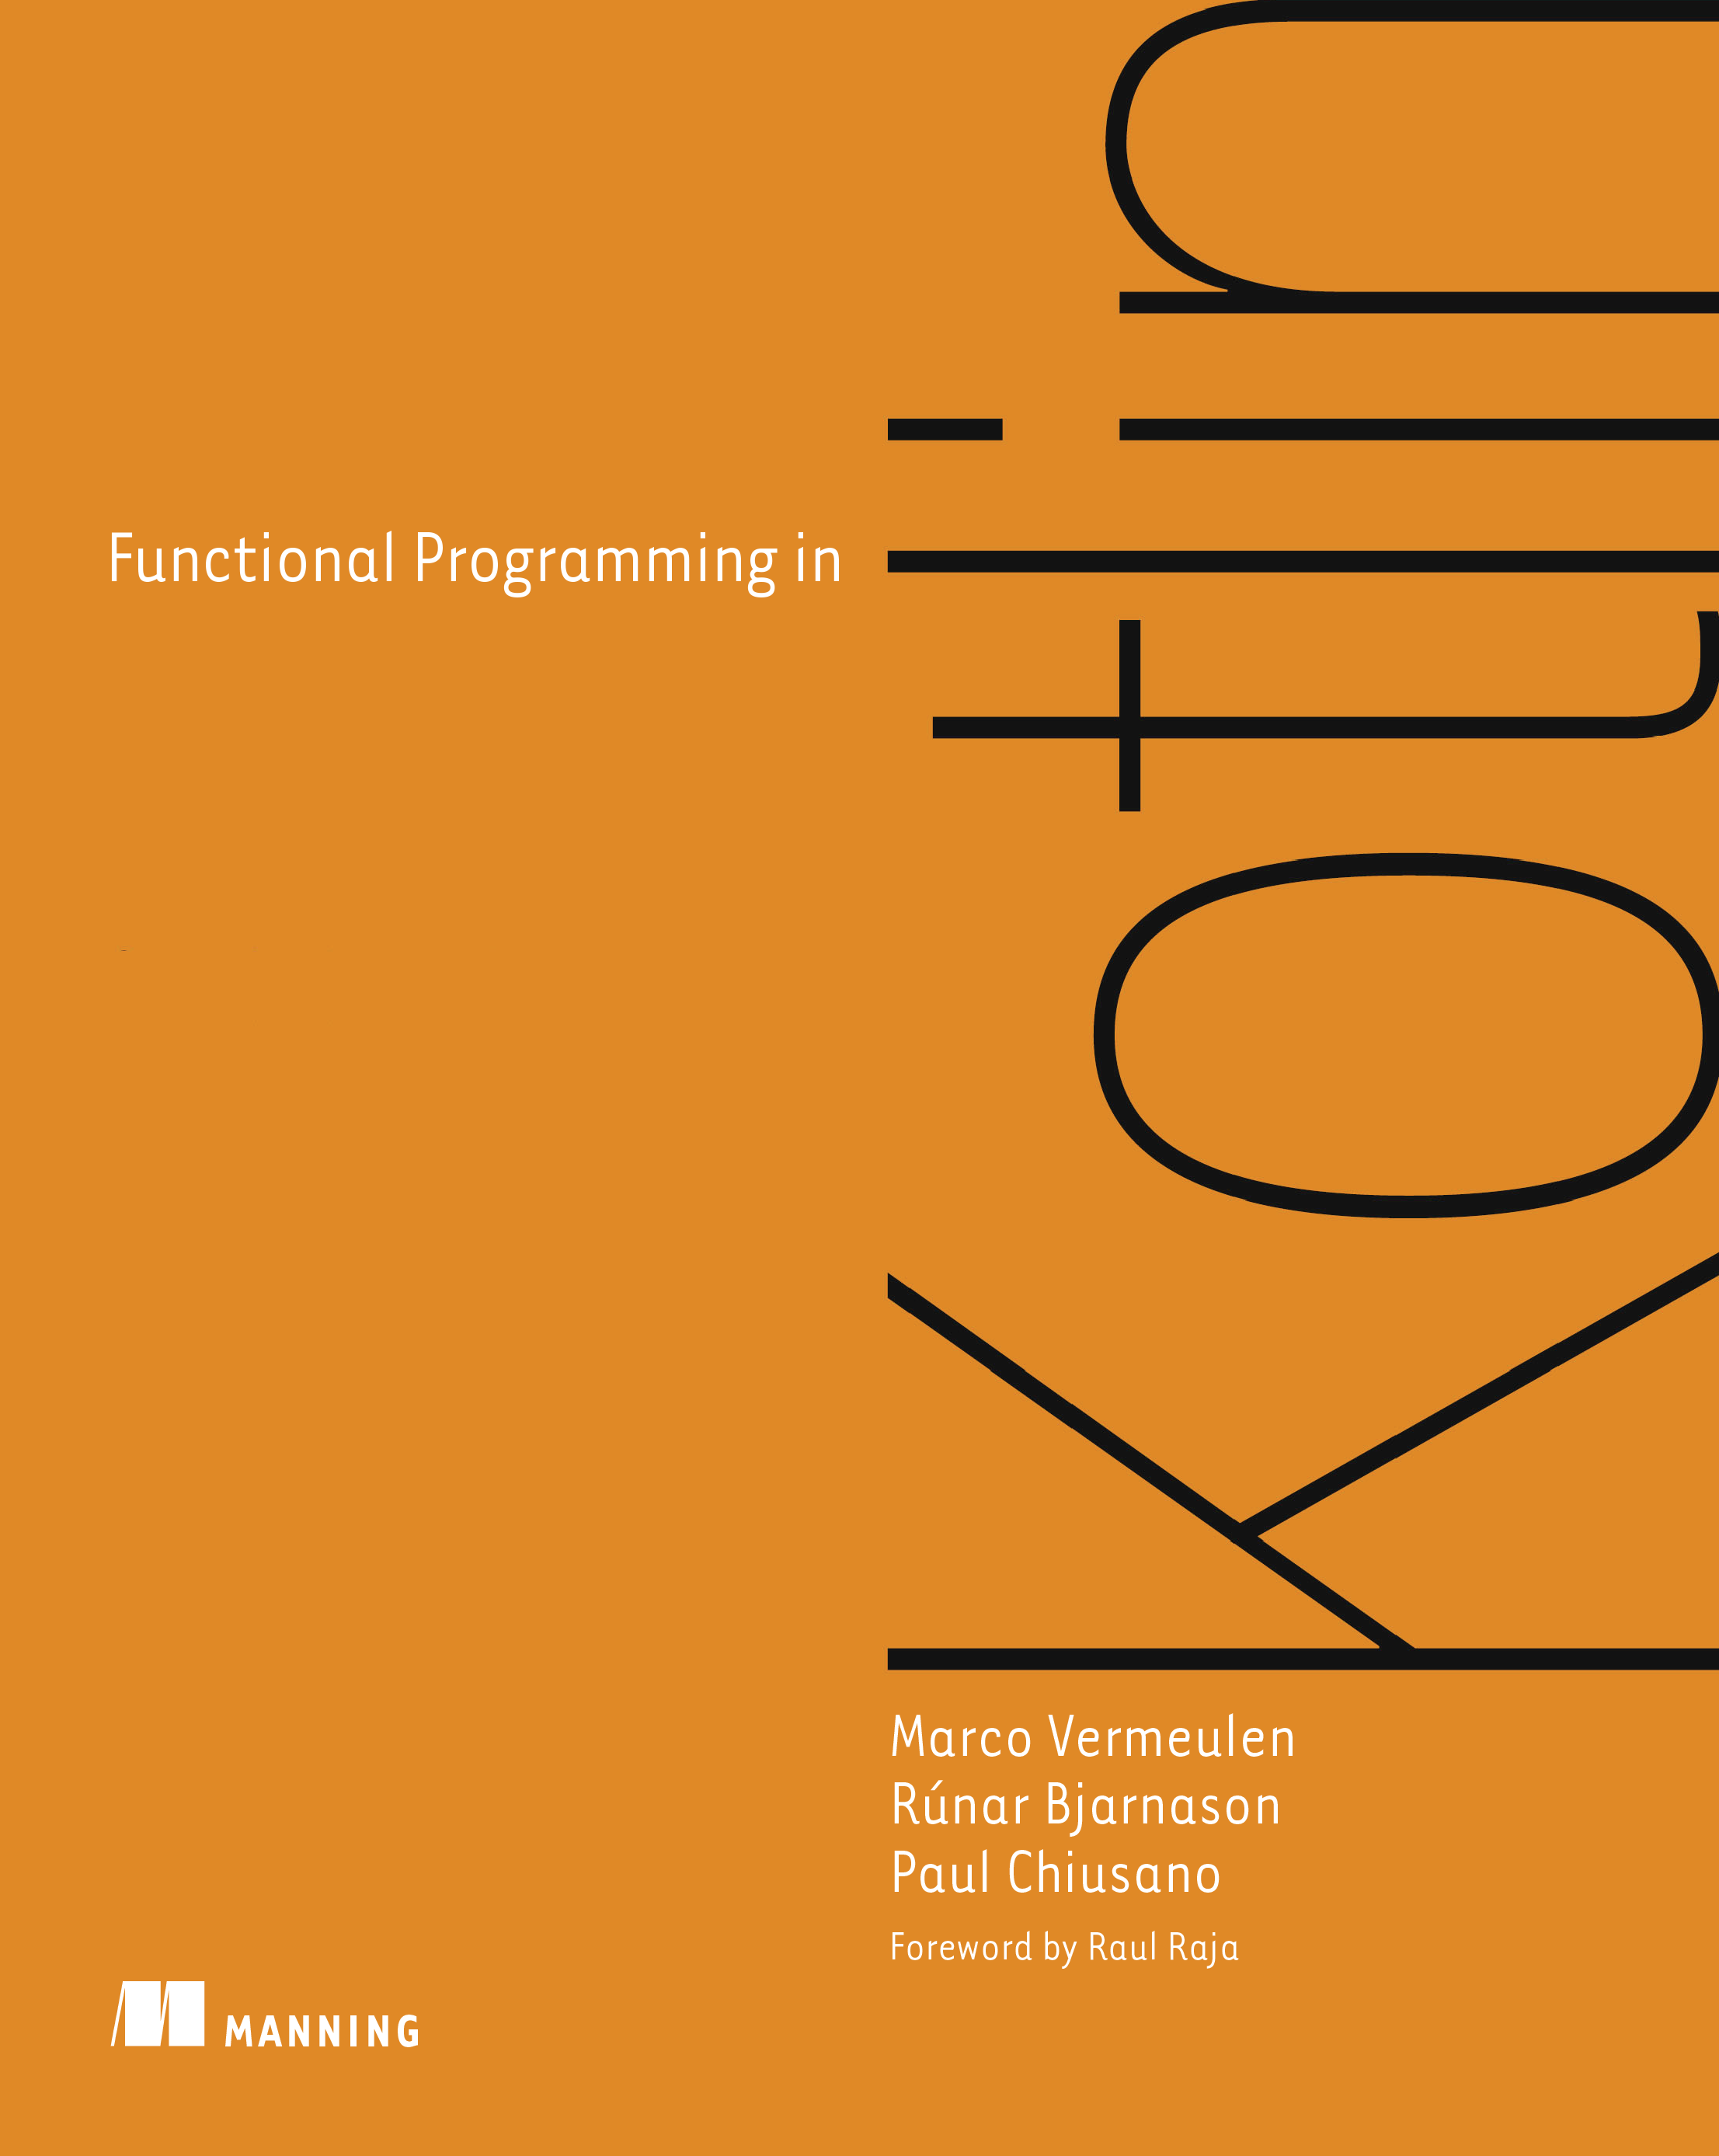 Functional Programming in
Kotlin
Marco Vermeulen
Rúnar Bjarnason
Paul Chiusano
Foreword by Raul Raja
MANNING